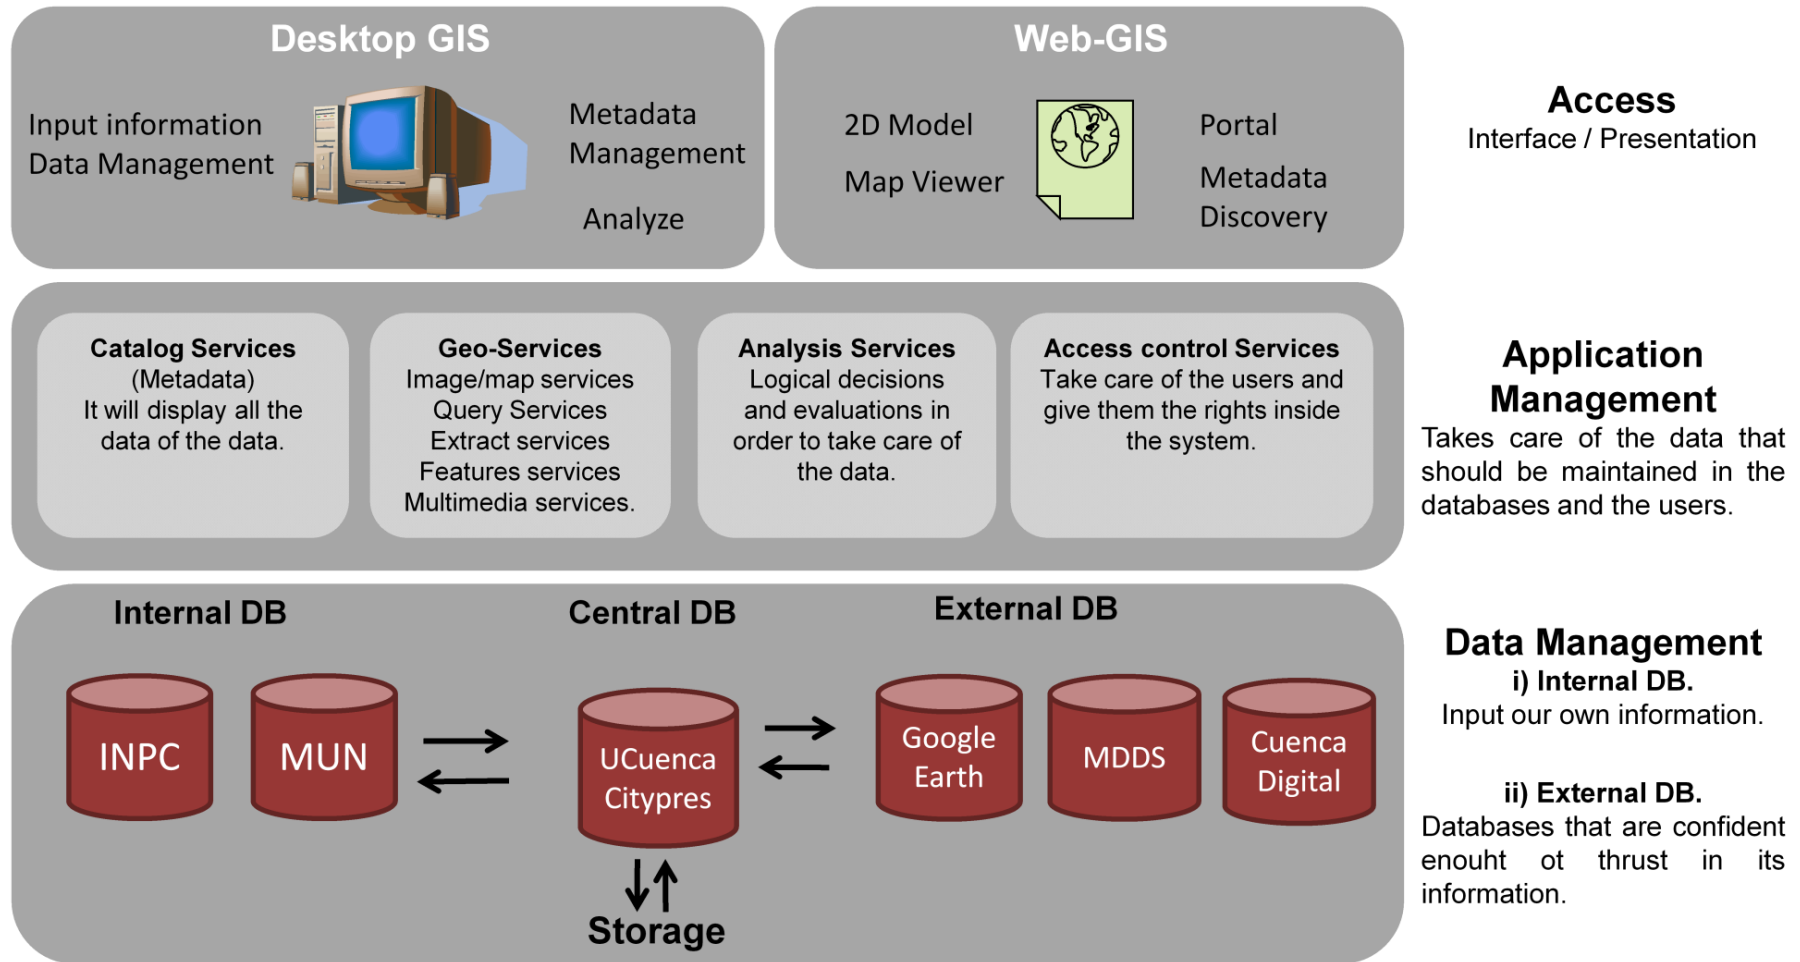 Desktop GIS
Input information
Data Management
Metadata
Management
Analyze
Web-GIS
2D Model
Map Viewer
Portal
Metadata
Discovery
Access
Interface / Presentation
Catalog Services
(Metadata)
It will display all the
data of the data.
Geo-Services
Image/map services
Query Services
Extract services
Features services
Multimedia services.
Analysis Services
Logical decisions
and evaluations in
order to take care of
the data.
Access control Services
Take care of the users and
give them the rights inside
the system.
Application
Management
Takes care of the data that
should be maintained in the
databases and the users.
Internal DB
INPC
MUN
Central DB
UCuenca
Citypres
Storage
External DB
Google
Earth
MDDS
Cuenca
Digital
Data Management
i) Internal DB.
Input our own information.
ii) External DB.
Databases that are confident
enouht ot thrust in its
information.